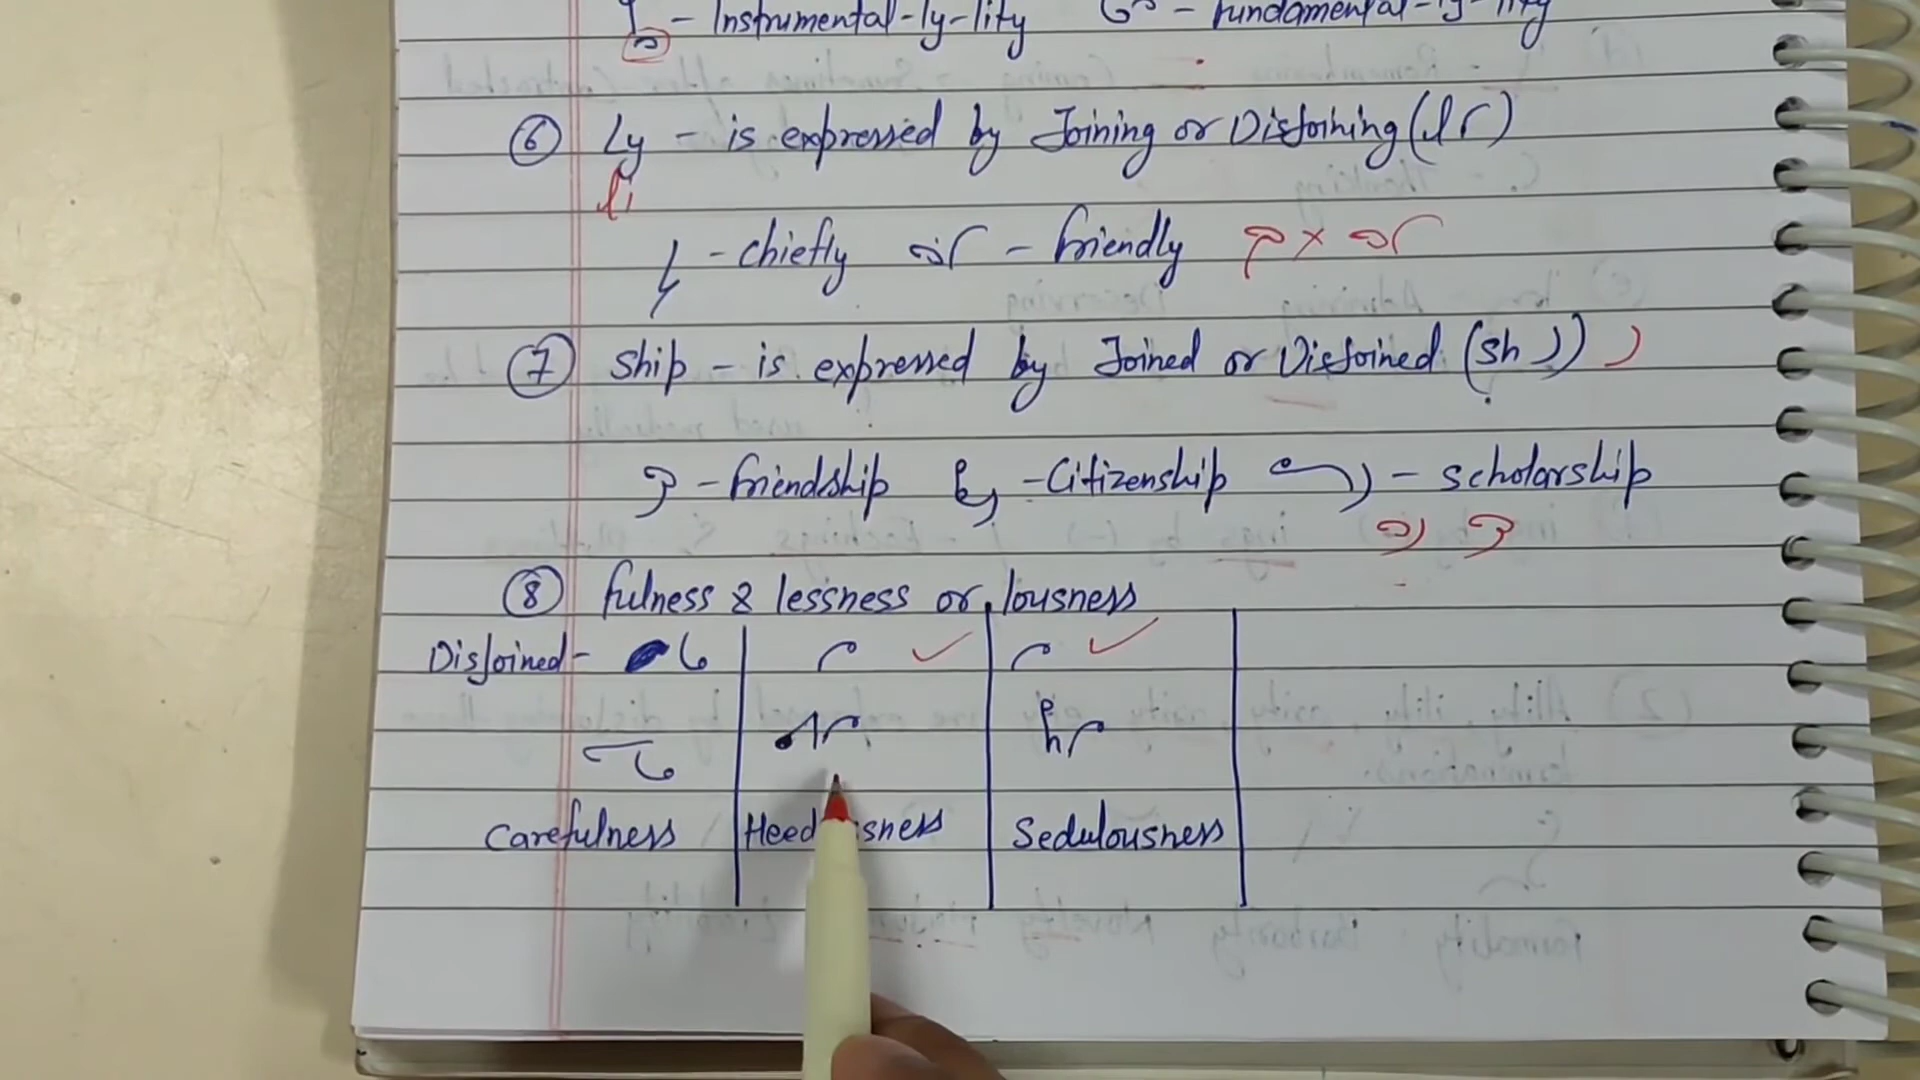 - Instrumental-ly-lity - fundamental-ly-lity
⑥ Ly - is expressed by Joining or Disjoining (l )
li
- Chiefly - friendly ×
⑦ Ship - is expressed by Joined or Disjoined (Sh ))
- friendship - Citizenship - scholarship
⑧ fulness & lessness or lousness
Disjoined - ✓ ✓
Carefulness Sedulousness